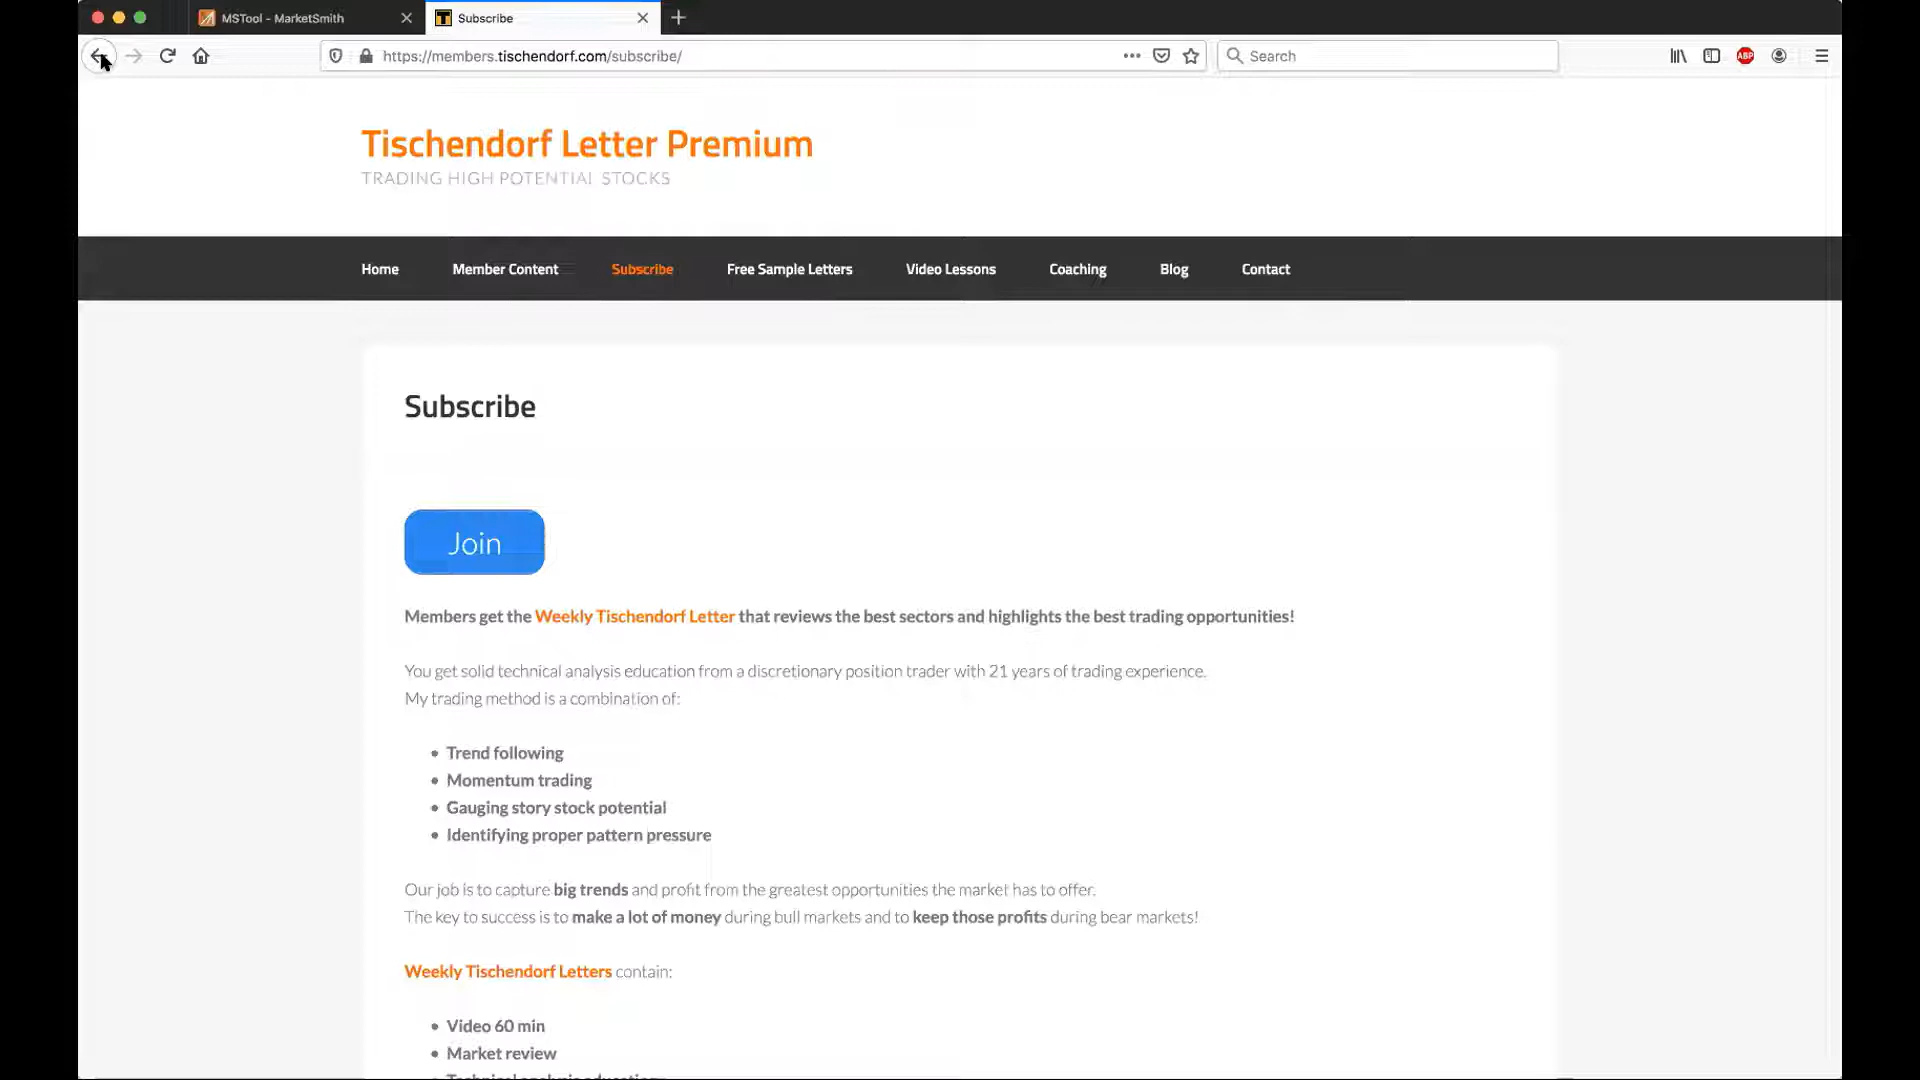 MSTool - MarketSmith
Subscribe
https://members.tischendorf.com/subscribe/
Search
ABP
Tischendorf Letter Premium
TRADING HIGH POTENTIAL STOCKS
Home Member Content Subscribe Free Sample Letters Video Lessons Coaching Blog Contact
Subscribe
Join
Members get the Weekly Tischendorf Letter that reviews the best sectors and highlights the best trading opportunities!
You get solid technical analysis education from a discretionary position trader with 21 years of trading experience.
My trading method is a combination of:
• Trend following
• Momentum trading
• Gauging story stock potential
• Identifying proper pattern pressure
Our job is to capture big trends and profit from the greatest opportunities the market has to offer.
The key to success is to make a lot of money during bull markets and to keep those profits during bear markets!
Weekly Tischendorf Letters contain:
• Video 60 min
• Market review